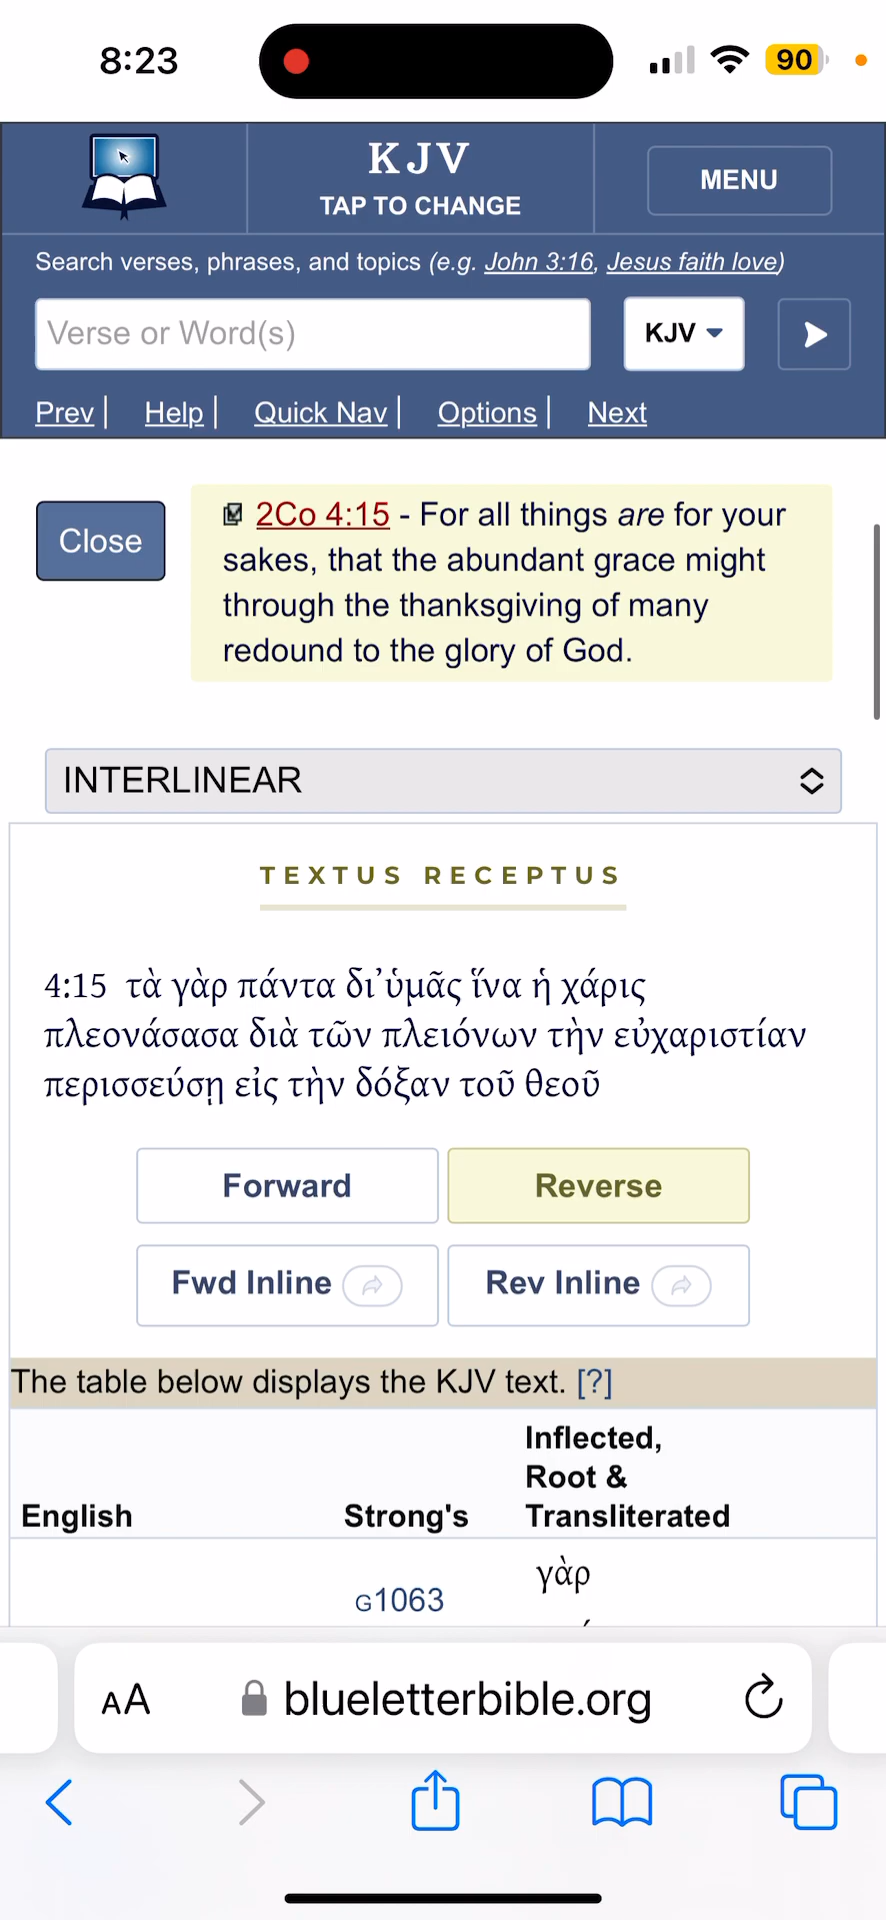 8:23
90
KJV
TAP TO CHANGE
MENU
Search verses, phrases, and topics (e.g. John 3:16, Jesus faith love)
Verse or Word(s)
KJV
Prev | Help | Quick Nav | Options | Next
Close
2Co 4:15 - For all things are for your
sakes, that the abundant grace might
through the thanksgiving of many
redound to the glory of God.
INTERLINEAR
TEXTUS RECEPTUS
4:15 τὰ γὰρ πάντα δι᾽ὑμᾶς ἵνα ἡ χάρις
πλεονάσασα διὰ τῶν πλειόνων τὴν εὐχαριστίαν
περισσεύσῃ εἰς τὴν δόξαν τοῦ θεοῦ
Forward
Reverse
Fwd Inline
Rev Inline
The table below displays the KJV text. [?]
English
Strong's
Inflected,
Root &
Transliterated
G1063
γὰρ
AA
blueletterbible.org